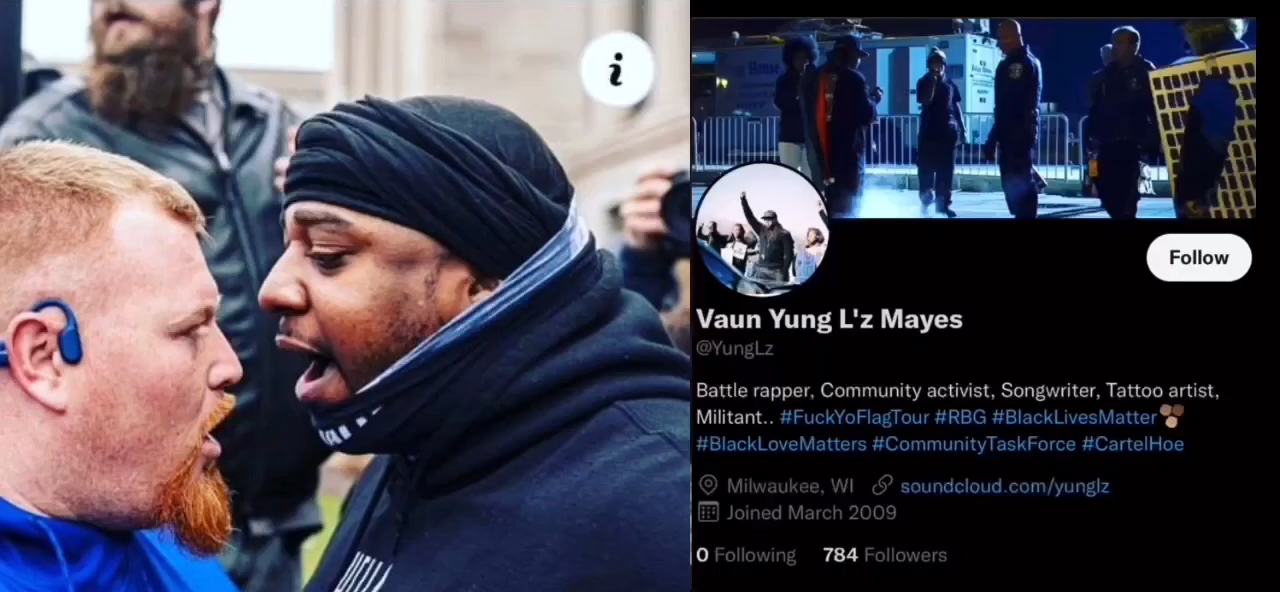 i
Follow
Vaun Yung L'z Mayes
@YungLz
Battle rapper, Community activist, Songwriter, Tattoo artist,
Militant.. #FuckYoFlagTour #RBG #BlackLivesMatter
#BlackLoveMatters #CommunityTaskForce #CartelHoe
Milwaukee, WI soundcloud.com/yunglz
Joined March 2009
0 Following 784 Followers